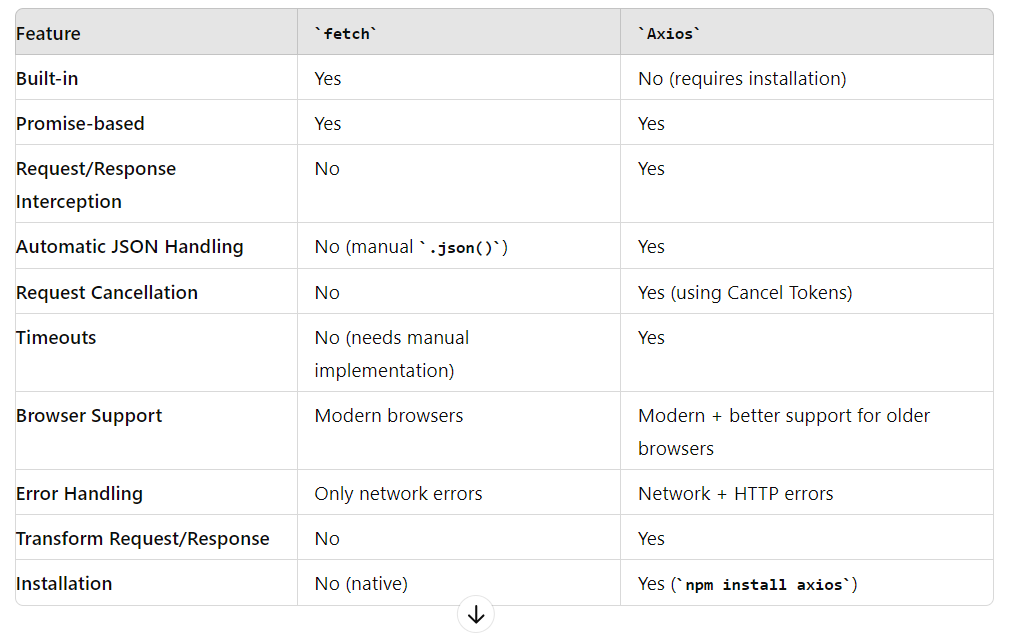 Feature `fetch` `Axios`
Built-in Yes No (requires installation)
Promise-based Yes Yes
Request/Response Interception No Yes
Automatic JSON Handling No (manual `.json()`) Yes
Request Cancellation No Yes (using Cancel Tokens)
Timeouts No (needs manual implementation) Yes
Browser Support Modern browsers Modern + better support for older browsers
Error Handling Only network errors Network + HTTP errors
Transform Request/Response No Yes
Installation No (native) Yes (`npm install axios`)